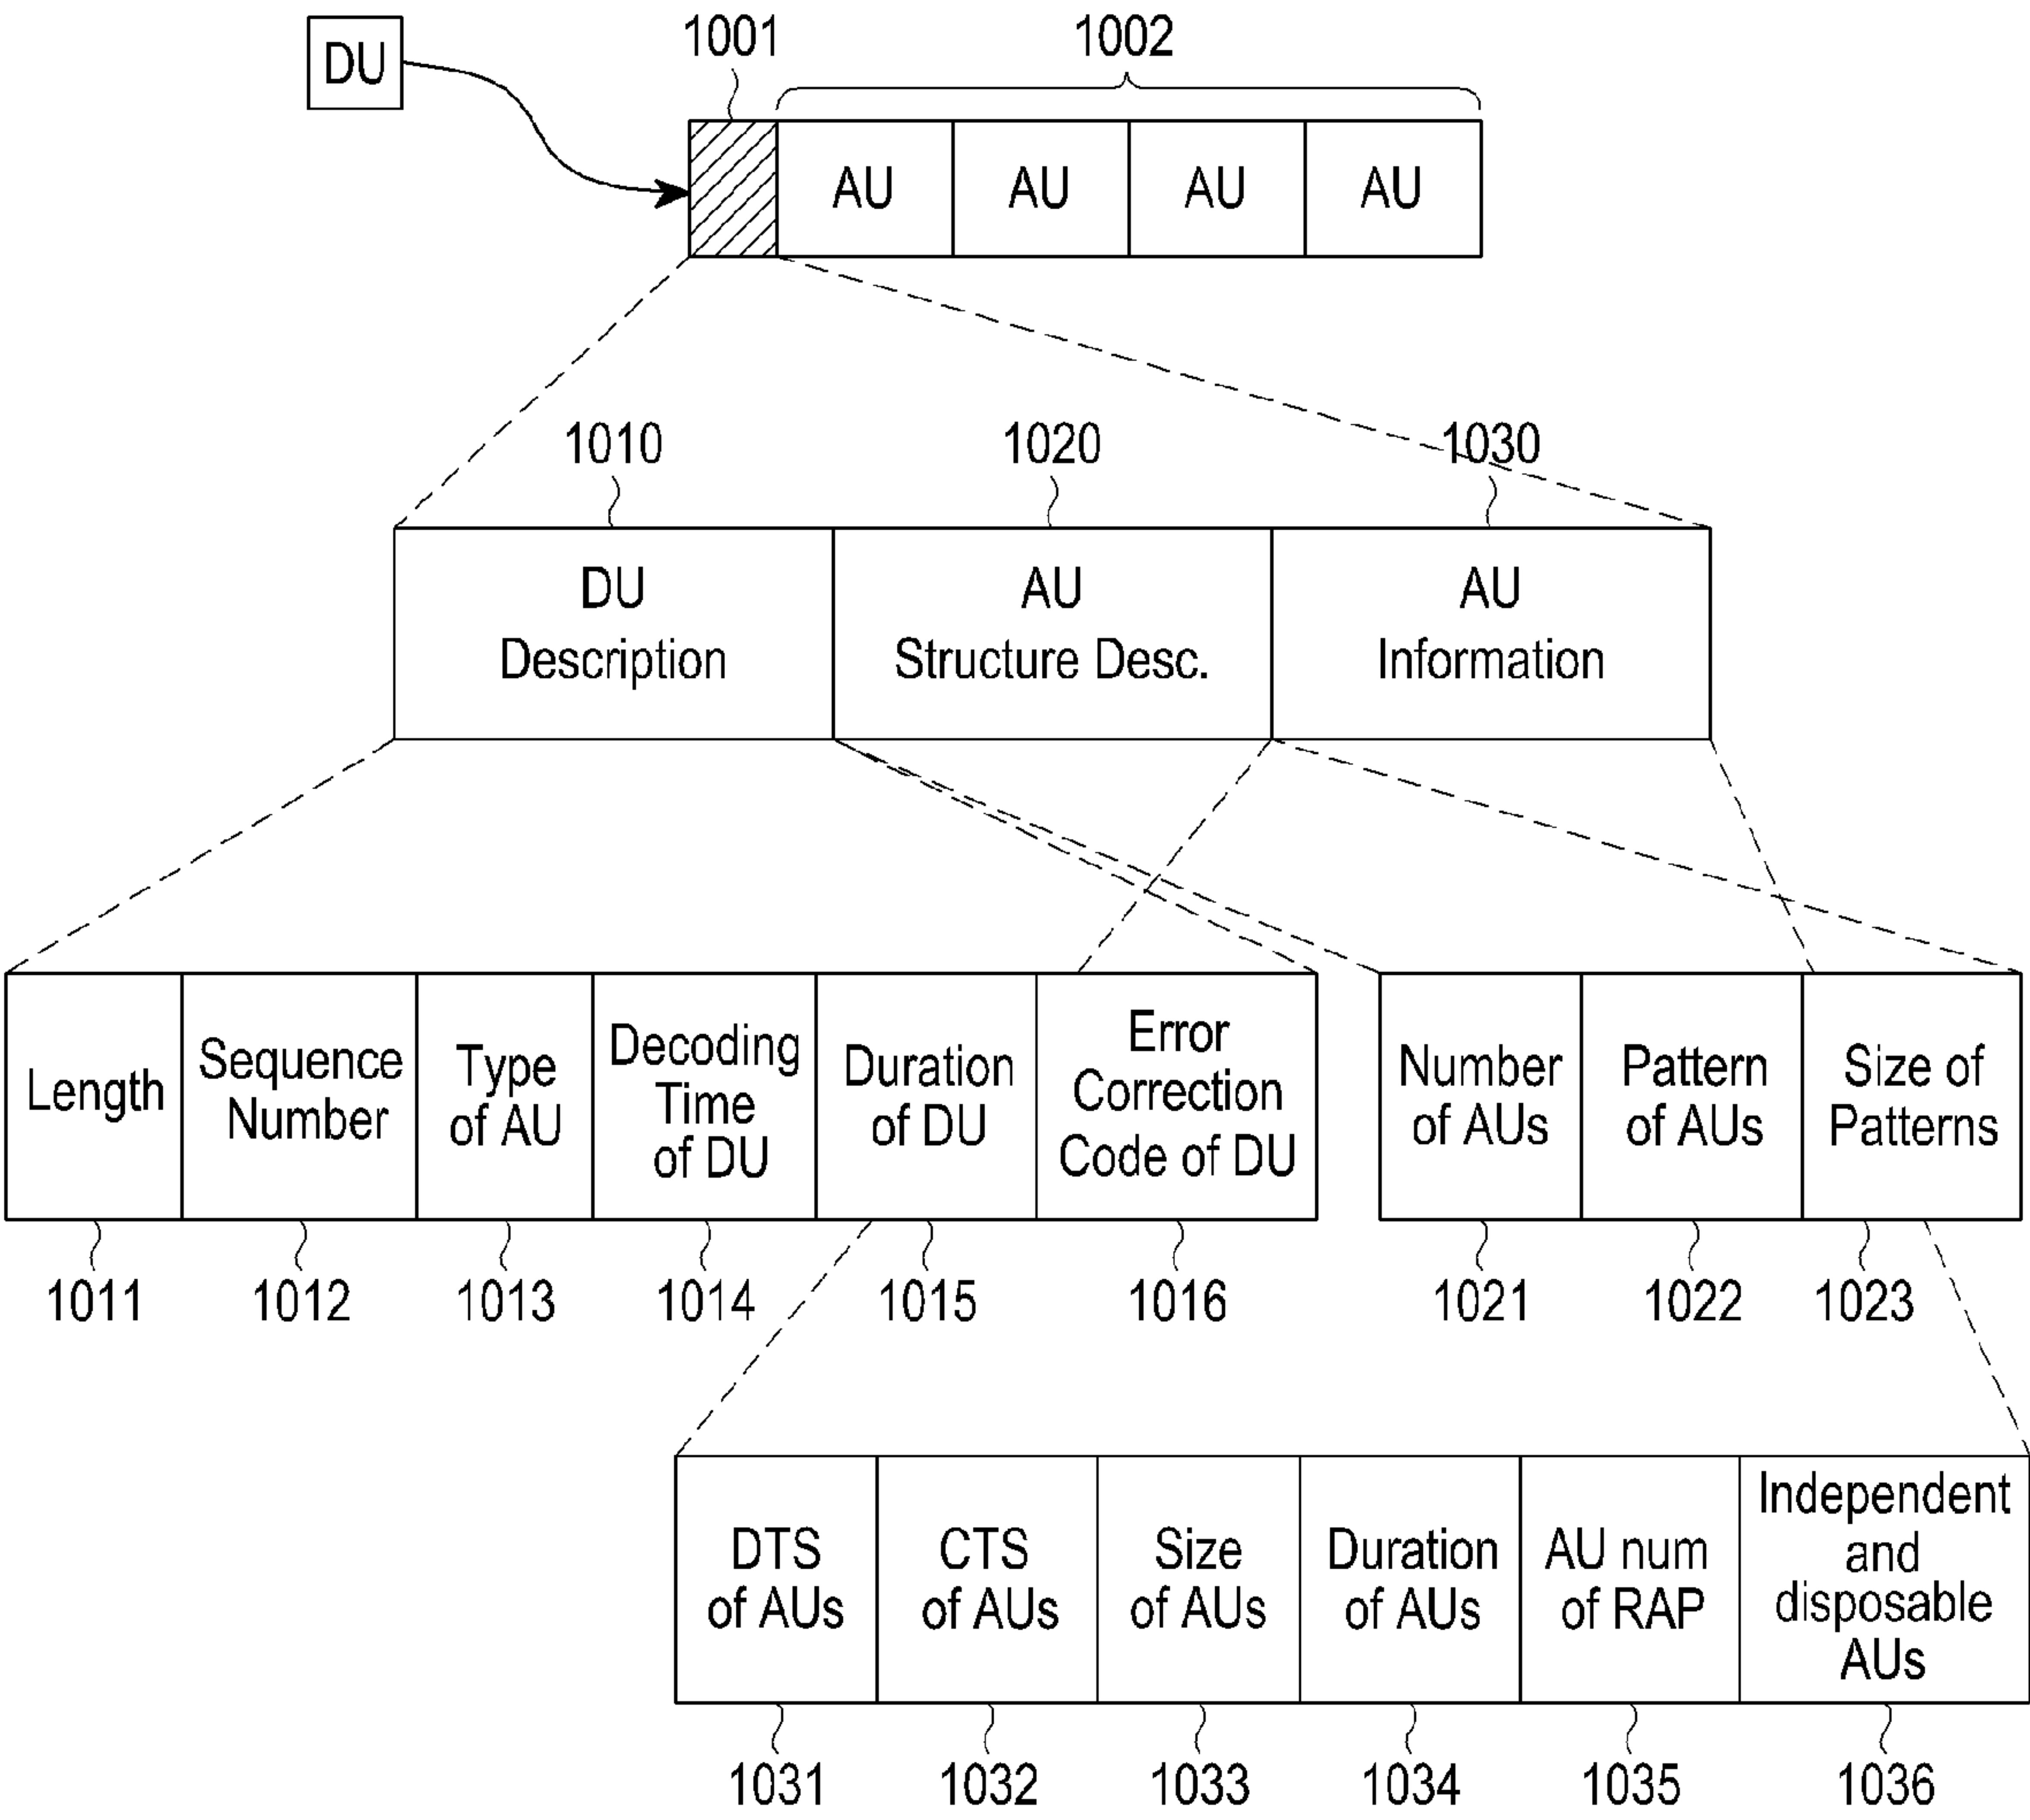 DU
1001
1002
AU
AU
AU
AU
1010
1020
1030
DU
Description
AU
Structure Desc.
AU
Information
Length
Sequence
Number
Type
of AU
Decoding
Time
of DU
Duration
of DU
Error
Correction
Code of DU
Number
of AUs
Pattern
of AUs
Size of
Patterns
1011
1012
1013
1014
1015
1016
1021
1022
1023
DTS
of AUs
CTS
of AUs
Size
of AUs
Duration
of AUs
AU num
of RAP
Independent
and
disposable
AUs
1031
1032
1033
1034
1035
1036